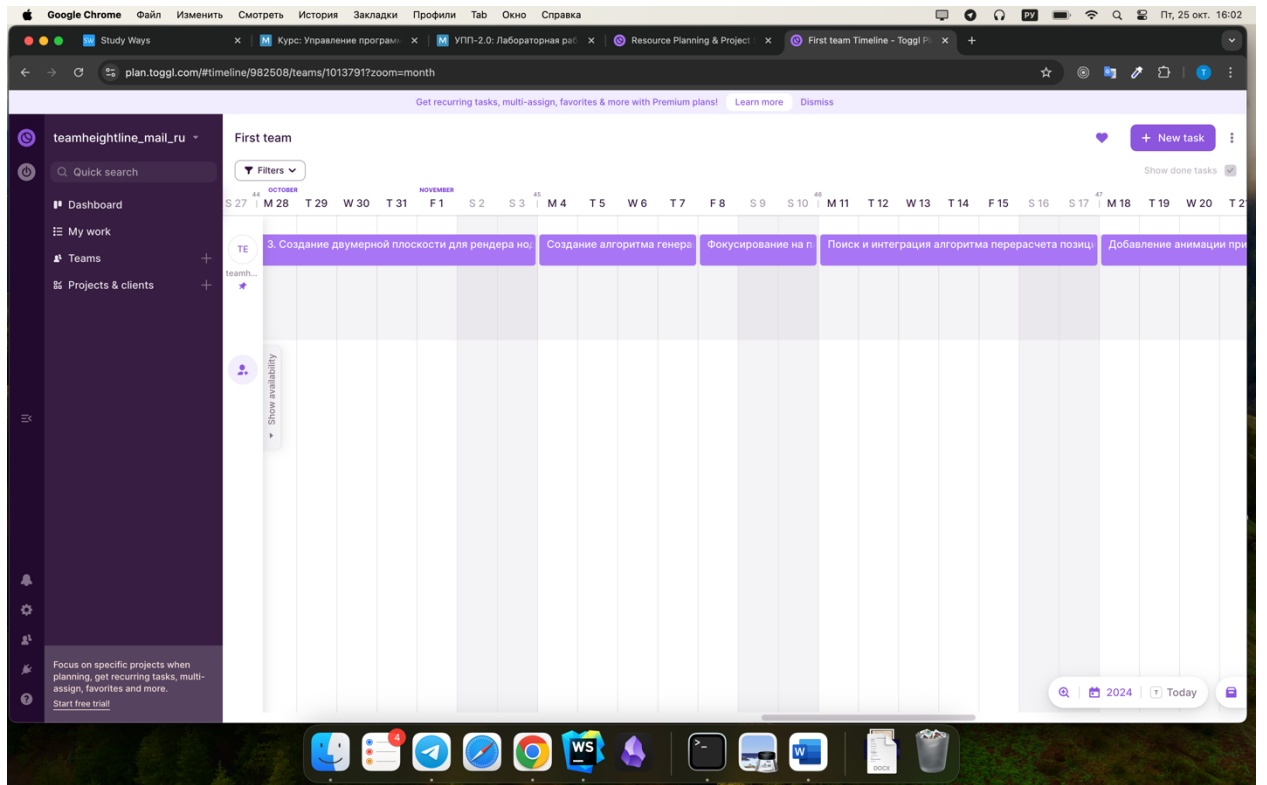 Google Chrome Файл Изменить Смотреть История Закладки Профили Tab Окно Справка РУ Пт, 25 окт. 16:02
SW Study Ways M Курс: Управление програм M УПП-2.0: Лабораторная раб Resource Planning & Project First team Timeline - Toggl P
plan.toggl.com/#timeline/982508/teams/1013791?zoom=month T
Get recurring tasks, multi-assign, favorites & more with Premium plans! Learn more Dismiss
teamheightline_mail_ru
Quick search
Dashboard
My work
Teams
Projects & clients
Focus on specific projects when
planning, get recurring tasks, multi-
assign, favorites and more.
Start free trial!
First team
+ New task
Filters
Show done tasks
44 OCTOBER NOVEMBER 45 46 47
S 27 M 28 T 29 W 30 T 31 F 1 S 2 S 3 M 4 T 5 W 6 T 7 F 8 S 9 S 10 M 11 T 12 W 13 T 14 F 15 S 16 S 17 M 18 T 19 W 20 T 2
TE 3. Создание двумерной плоскости для рендера но Создание алгоритма генера Фокусирование на п Поиск и интеграция алгоритма перерасчета позиц Добавление анимации при
teamh...
Show availability
2024 T Today
4
WS
>_
W
DOCX